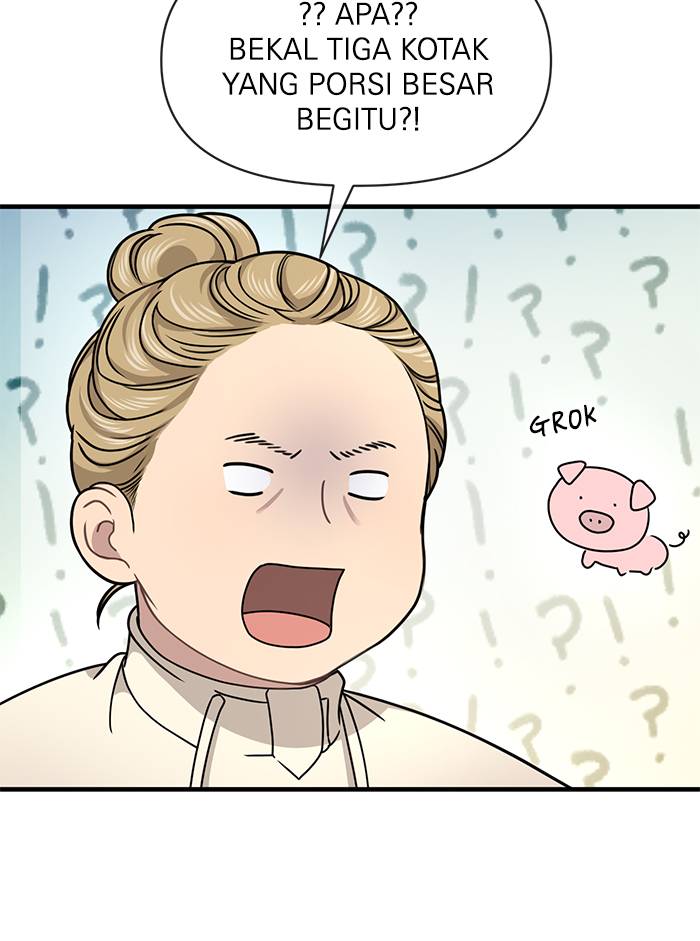 ?? APA??
BEKAL TIGA KOTAK
YANG PORSI BESAR
BEGITU?!
GROK